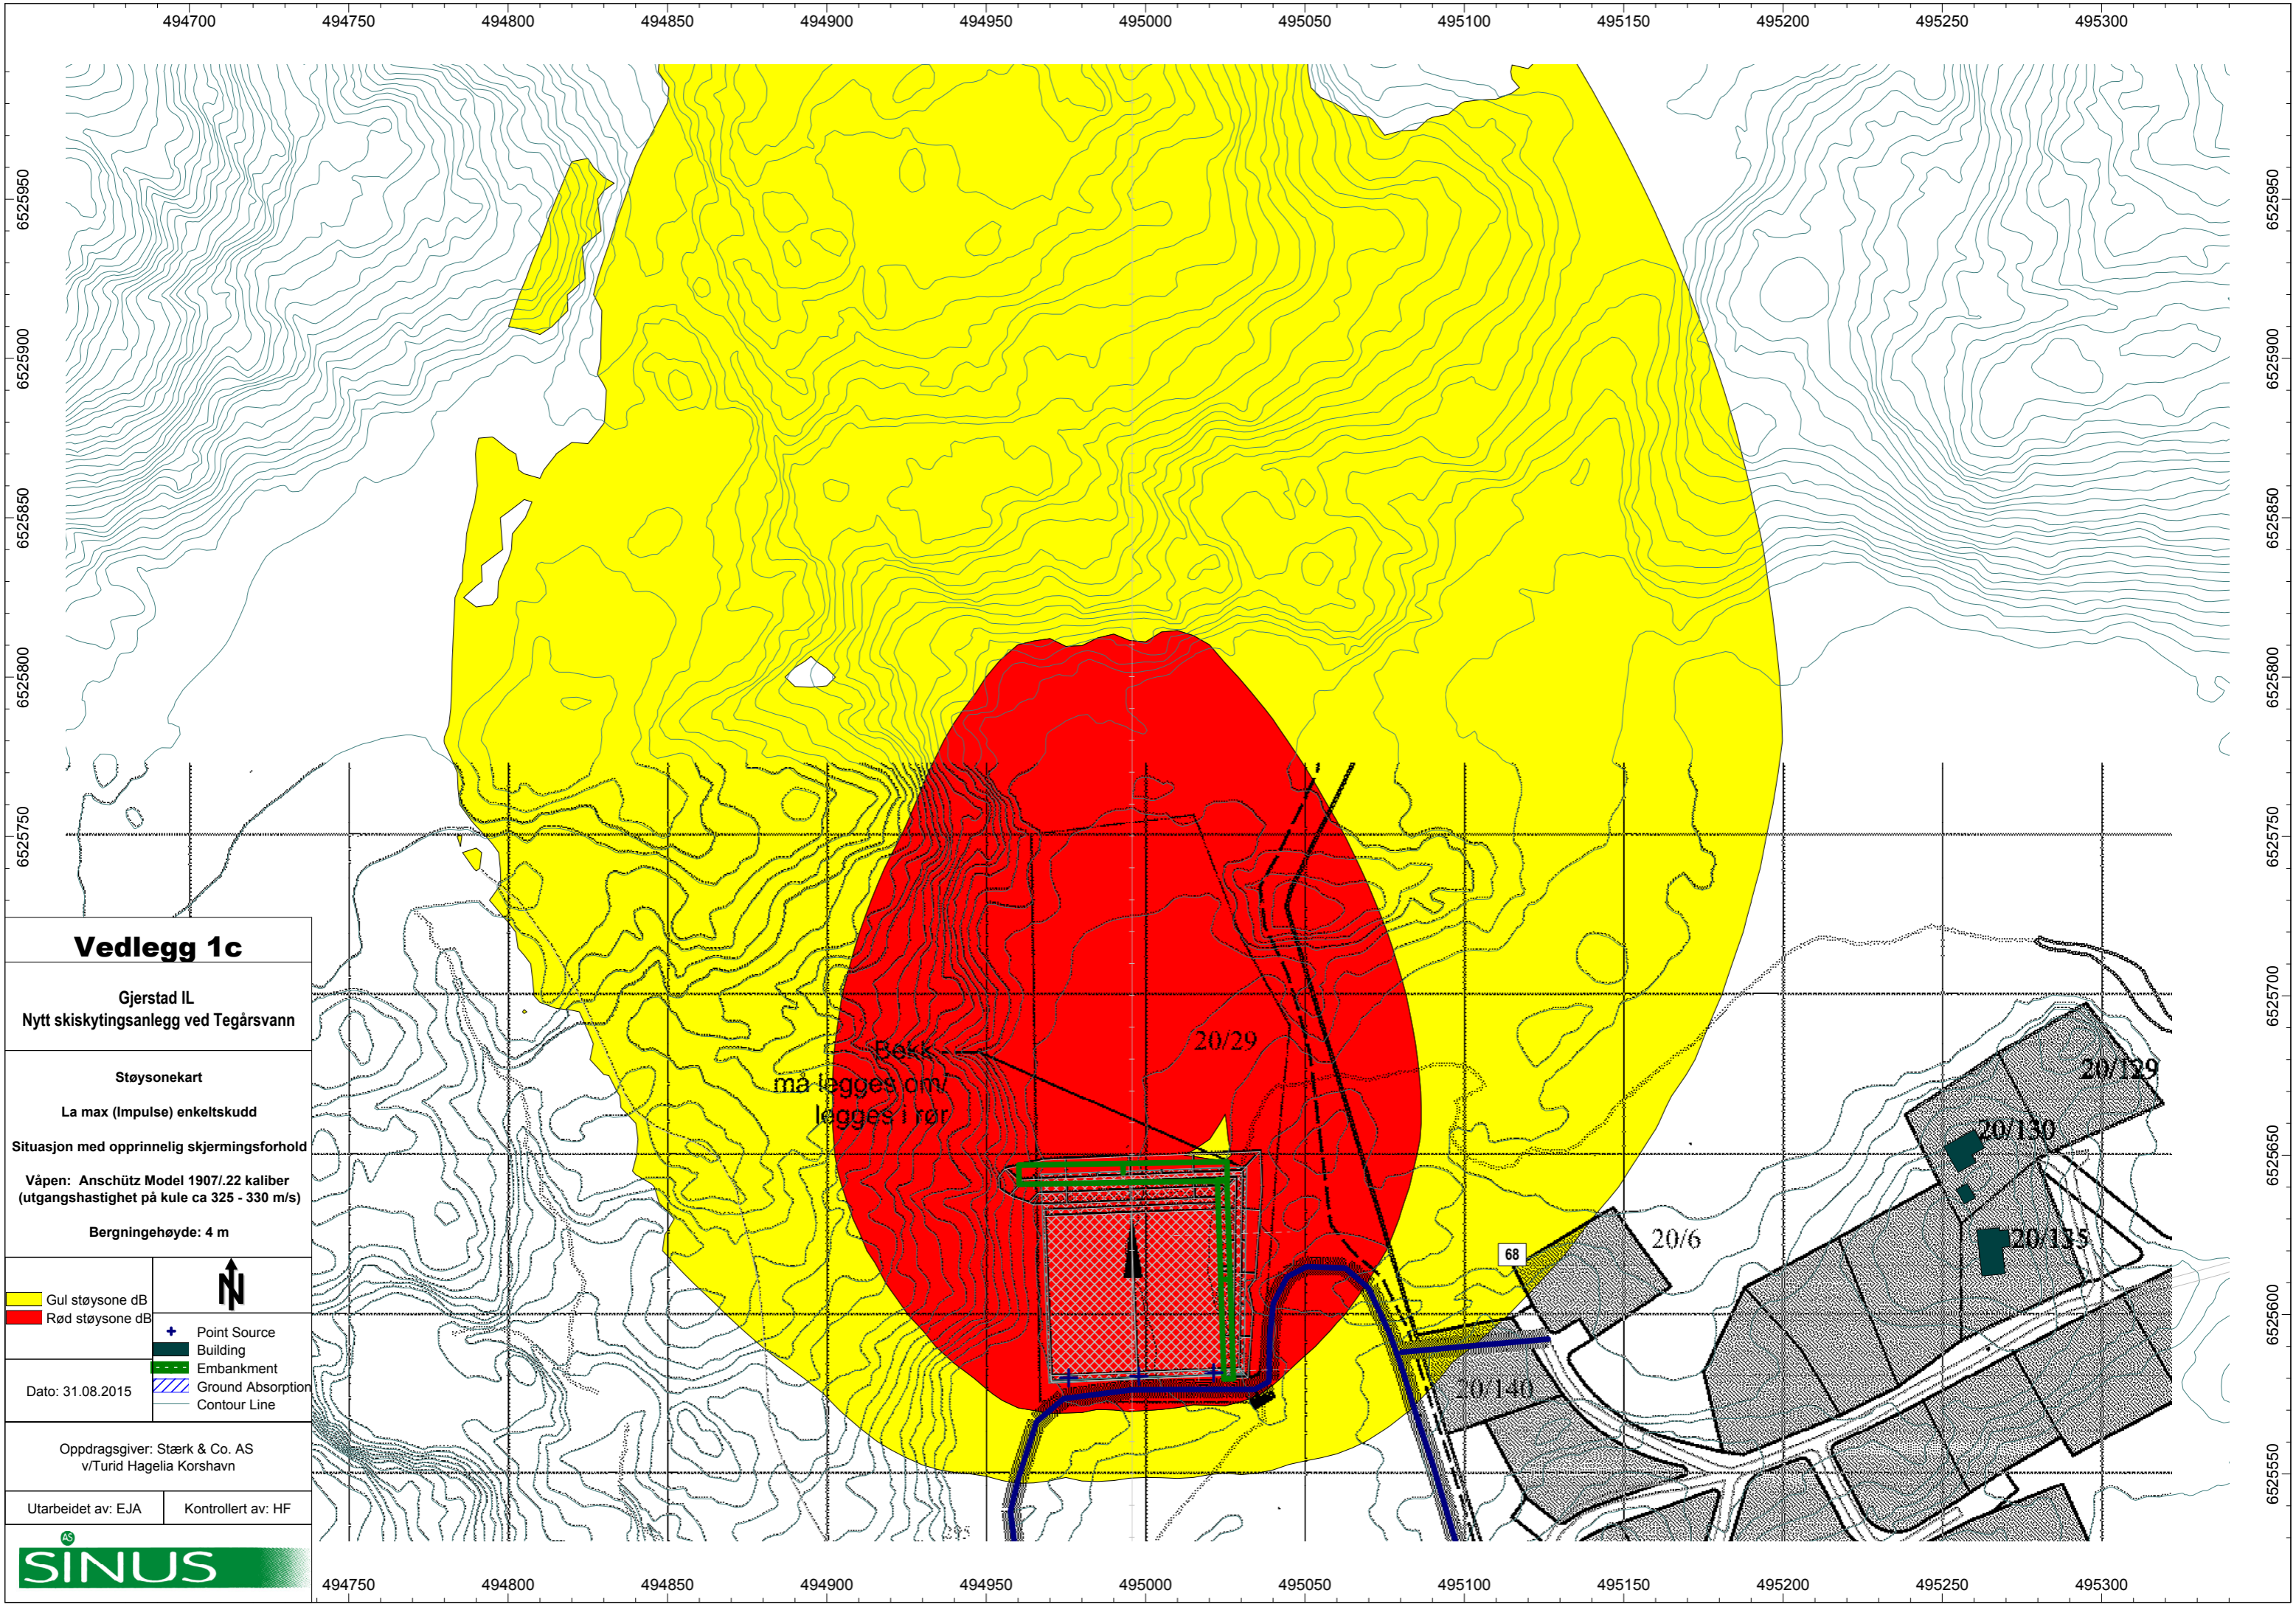 494700 494750 494800 494850 494900 494950 495000 495050 495100 495150 495200 495250 495300
6525950 6525950
6525900 6525900
6525850 6525850
6525800 6525800
6525750 6525750
6525700
6525650
6525600
6525550
Bekk
må legges om/
legges i rør
20/29
20/129
20/130
20/6
20/135
68
20/140
Vedlegg 1c
Gjerstad IL
Nytt skiskytingsanlegg ved Tegårsvann
Støysonekart
La max (Impulse) enkeltskudd
Situasjon med opprinnelig skjermingsforhold
Våpen: Anschütz Model 1907/.22 kaliber
(utgangshastighet på kule ca 325 - 330 m/s)
Bergningehøyde: 4 m
Gul støysone dB
Rød støysone dB
N
Point Source
Building
Embankment
Ground Absorption
Contour Line
Dato: 31.08.2015
Oppdragsgiver: Stærk & Co. AS
v/Turid Hagelia Korshavn
Utarbeidet av: EJA Kontrollert av: HF
AS
SINUS
494750 494800 494850 494900 494950 495000 495050 495100 495150 495200 495250 495300